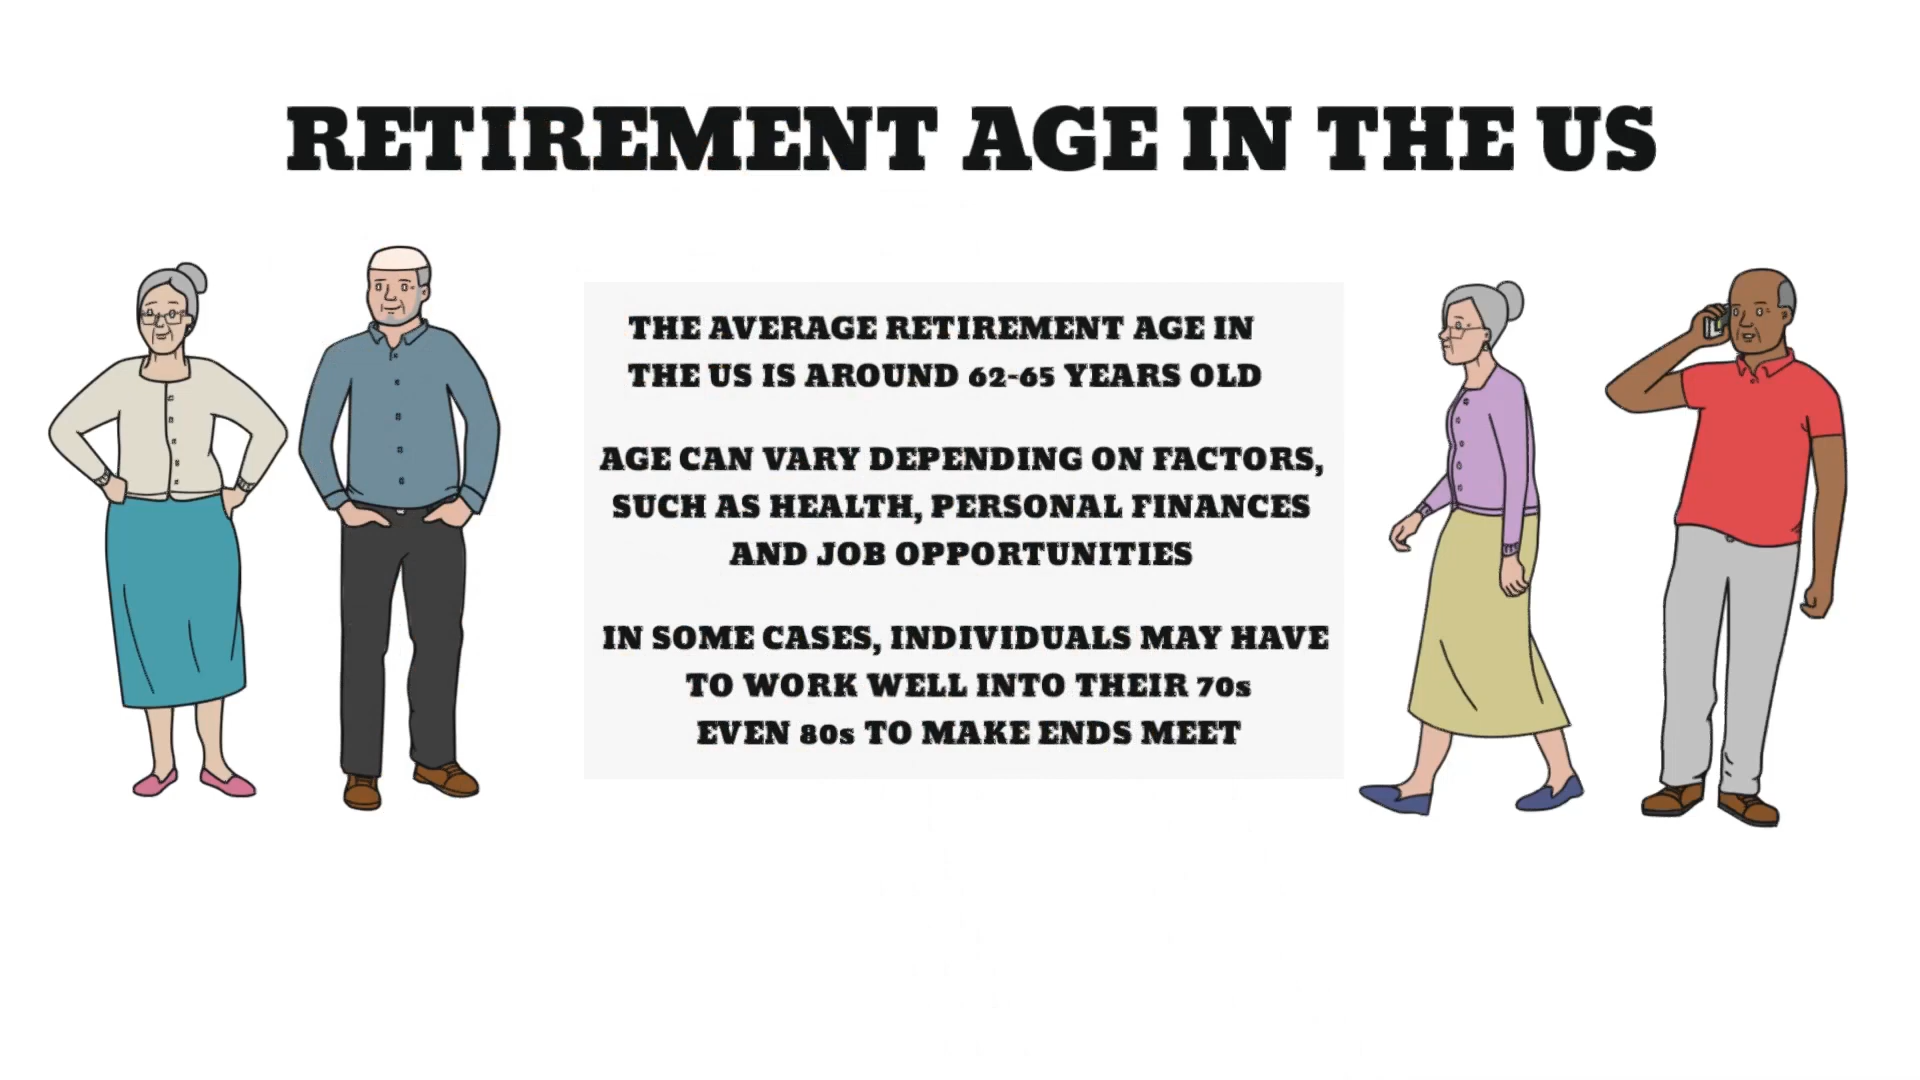 RETIREMENT AGE IN THE US
THE AVERAGE RETIREMENT AGE IN
THE US IS AROUND 62-65 YEARS OLD
AGE CAN VARY DEPENDING ON FACTORS,
SUCH AS HEALTH, PERSONAL FINANCES
AND JOB OPPORTUNITIES
IN SOME CASES, INDIVIDUALS MAY HAVE
TO WORK WELL INTO THEIR 70s
EVEN 80s TO MAKE ENDS MEET